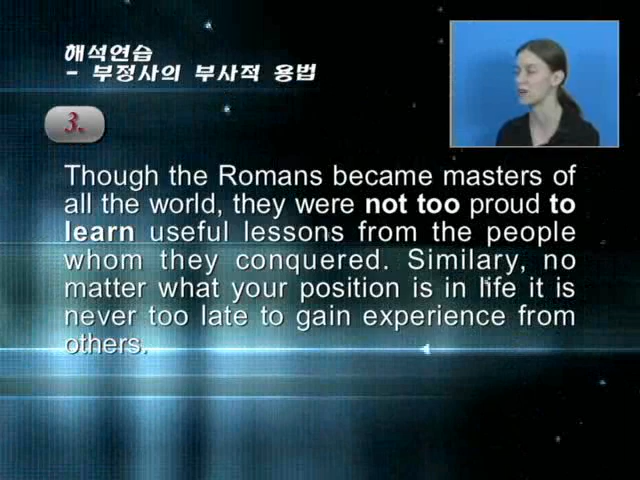 해석연습
- 부정사의 부사적 용법
3.
Though the Romans became masters of
all the world, they were not too proud to
learn useful lessons from the people
whom they conquered. Similary, no
matter what your position is in life it is
never too late to gain experience from
others.